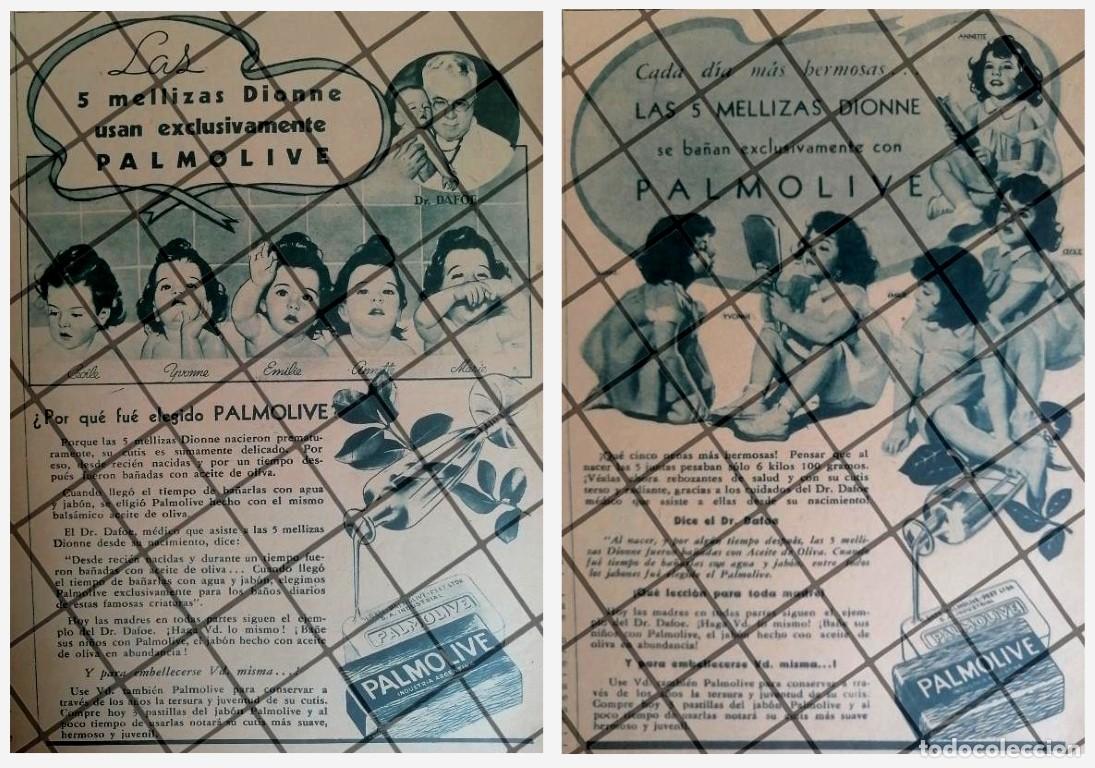 Las
5 mellizas Dionne
usan exclusivamente
PALMOLIVE
Dr. DAFOE
Cécile Yvonne Emilie Annette Marie
¿Por qué fué elegido PALMOLIVE?
Porque las 5 mellizas Dionne nacieron prematu-
ramente, su cutis es sumamente delicado. Por
eso, desde recién nacidas y por un tiempo des-
pués fueron bañadas con aceite de oliva.
Cuando llegó el tiempo de bañarlas con agua
y jabón, se eligió Palmolive hecho con el mismo
balsámico aceite de oliva.
El Dr. Dafoe, médico que asiste a las 5 mellizas
Dionne desde su nacimiento, dice:
"Desde recién nacidas y durante un tiempo fue-
ron bañadas con aceite de oliva... Cuando llegó
el tiempo de bañarlas con agua y jabón, elegimos
Palmolive exclusivamente para los baños diarios
de estas famosas criaturas".
Hoy las madres en todas partes siguen el ejem-
plo del Dr. Dafoe. ¡Haga Vd. lo mismo! ¡Bañe
sus niños con Palmolive, el jabón hecho con aceite
de oliva en abundancia!
Y para embellecerse Vd. misma...!
Use Vd. también Palmolive para conservar a
través de los años la tersura y juventud de su cutis.
Compre hoy 3 pastillas del jabón Palmolive y al
poco tiempo de usarlas notará su cutis más suave,
hermoso y juvenil.
PALMOLIVE
PALMOLIVE
INDUSTRIA ARGENTINA
ANNETTE
Cada día más hermosas...
LAS 5 MELLIZAS DIONNE
se bañan exclusivamente con
PALMOLIVE
CECILE
YVONNE
¡Qué cinco nenas más hermosas! Pensar que al
nacer las 5 juntas pesaban sólo 6 kilos 100 gramos.
¡Véalas ahora rebozantes de salud y con su cutis
terso y radiante, gracias a los cuidados del Dr. Dafoe
médico que asiste a ellas desde su nacimiento!
Dice el Dr. Dafoe
"Al nacer, y por algún tiempo después, las 5 melli-
zas Dionne fueron bañadas con Aceite de Oliva. Cuando
fué tiempo de bañarlas con agua y jabón, entre todos
los jabones fué elegido el Palmolive.
¡Qué lección para toda madre!
Hoy las madres en todas partes siguen el ejem-
plo del Dr. Dafoe. ¡Haga Vd. lo mismo! ¡Bañe sus
niños con Palmolive, el jabón hecho con aceite de
oliva en abundancia!
Y para embellecerse Vd. misma...!
Use Vd. también Palmolive para conservar a tra-
vés de los años la tersura y juventud de su cutis.
Compre hoy 3 pastillas del jabón Palmolive y al
poco tiempo de usarlas notará su cutis más suave
hermoso y juvenil.
PALMOLIVE
PALMOLIVE
todocoleccion